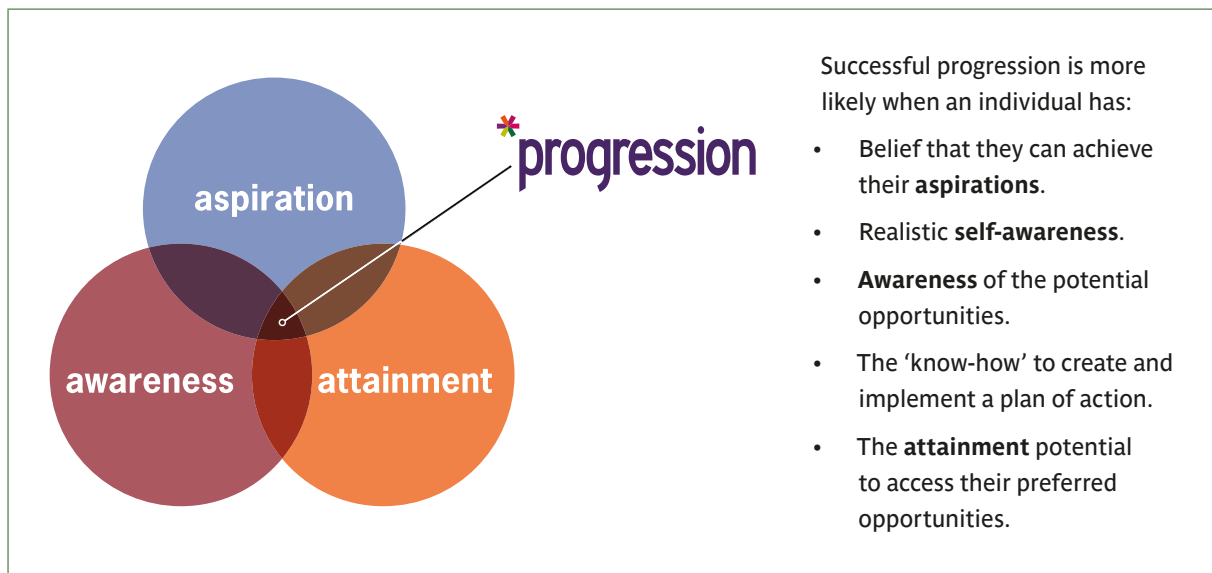 aspiration
*progression
awareness
attainment
Successful progression is more
likely when an individual has:
• Belief that they can achieve
their aspirations.
• Realistic self-awareness.
• Awareness of the potential
opportunities.
• The ‘know-how’ to create and
implement a plan of action.
• The attainment potential
to access their preferred
opportunities.